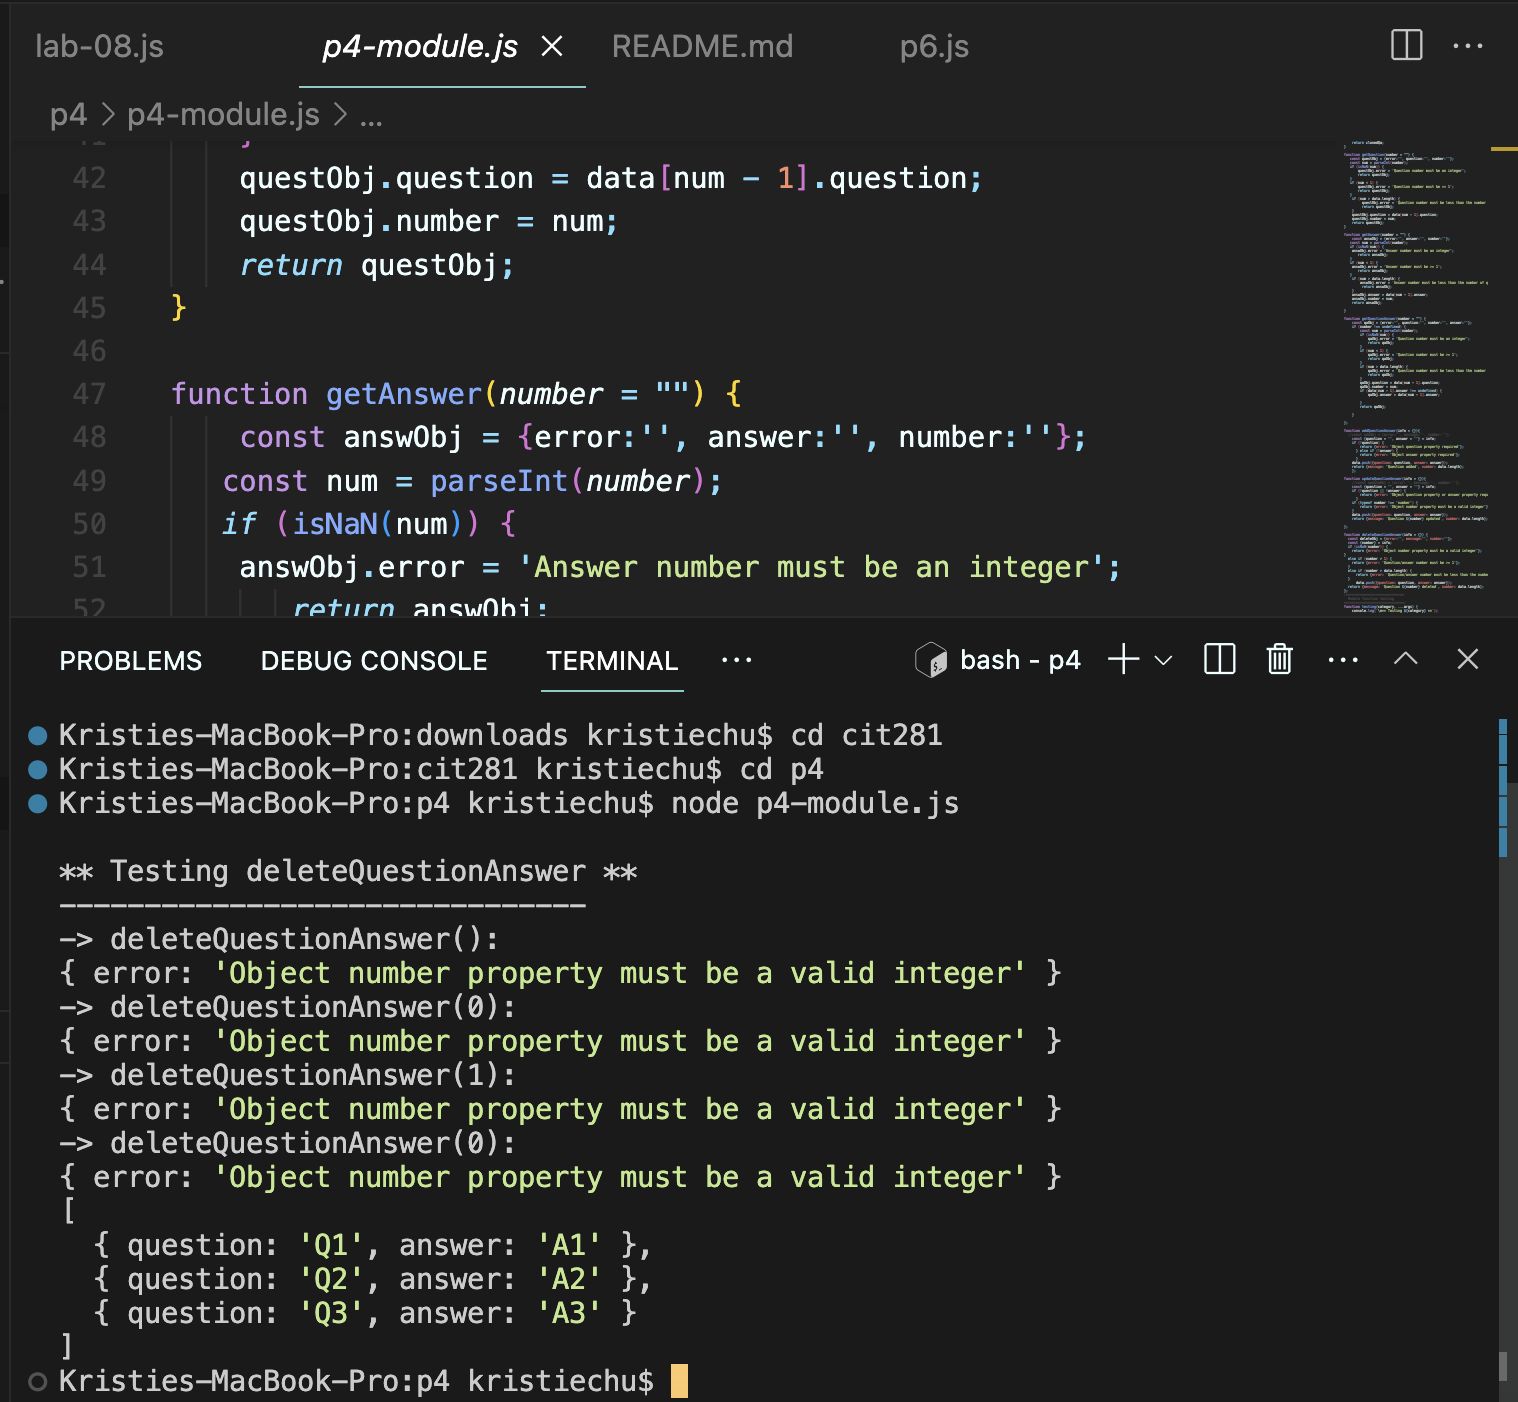 lab-08.js p4-module.js README.md p6.js
p4 > p4-module.js > ...
41 }
42 questObj.question = data[num - 1].question;
43 questObj.number = num;
44 return questObj;
45 }
46
47 function getAnswer(number = "") {
48 const answObj = {error:'', answer:'', number:''};
49 const num = parseInt(number);
50 if (isNaN(num)) {
51 answObj.error = 'Answer number must be an integer';
52 return answObj;
PROBLEMS DEBUG CONSOLE TERMINAL ... bash - p4
Kristies-MacBook-Pro:downloads kristiechu$ cd cit281
Kristies-MacBook-Pro:cit281 kristiechu$ cd p4
Kristies-MacBook-Pro:p4 kristiechu$ node p4-module.js
** Testing deleteQuestionAnswer **
-------------------------------
-> deleteQuestionAnswer():
{ error: 'Object number property must be a valid integer' }
-> deleteQuestionAnswer(0):
{ error: 'Object number property must be a valid integer' }
-> deleteQuestionAnswer(1):
{ error: 'Object number property must be a valid integer' }
-> deleteQuestionAnswer(0):
{ error: 'Object number property must be a valid integer' }
[
{ question: 'Q1', answer: 'A1' },
{ question: 'Q2', answer: 'A2' },
{ question: 'Q3', answer: 'A3' }
]
Kristies-MacBook-Pro:p4 kristiechu$